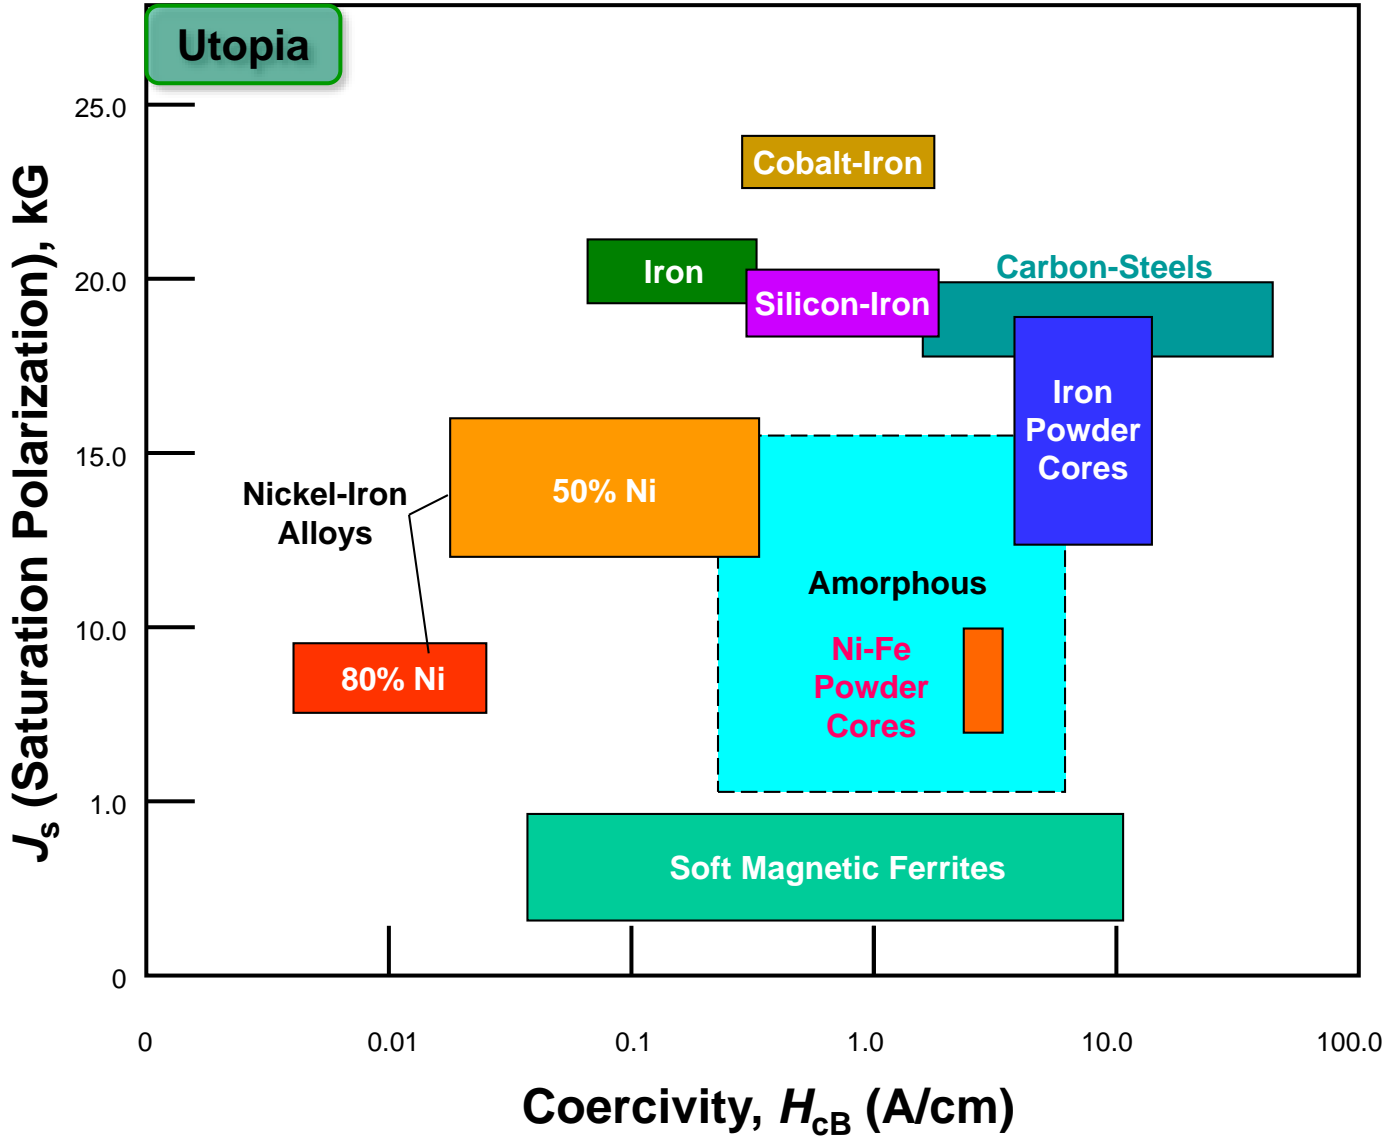 Utopia
25.0
Cobalt-Iron
Iron
20.0
Carbon-Steels
Silicon-Iron
Iron
Powder
Cores
15.0
50% Ni
Nickel-Iron
Alloys
Amorphous
10.0
Ni-Fe
Powder
Cores
80% Ni
1.0
Soft Magnetic Ferrites
0
Js (Saturation Polarization), kG
0 0.01 0.1 1.0 10.0 100.0
Coercivity, HcB (A/cm)